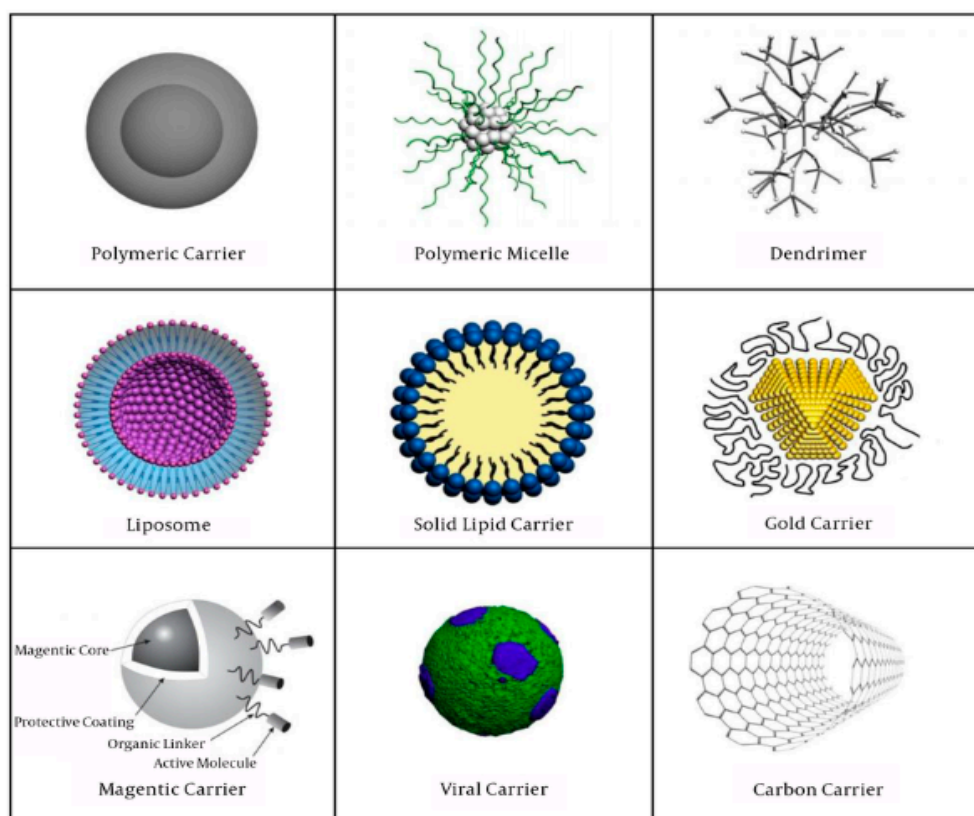 Polymeric Carrier
Polymeric Micelle
Dendrimer
Liposome
Solid Lipid Carrier
Gold Carrier
Magentic Core
Protective Coating
Organic Linker
Active Molecule
Magentic Carrier
Viral Carrier
Carbon Carrier